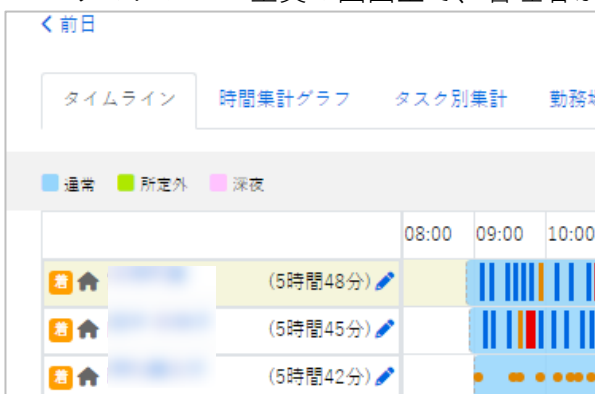 前日
タイムライン 時間集計グラフ タスク別集計 勤務場
通常 所定外 深夜
08:00 09:00 10:00
着 (5時間48分)
着 (5時間45分)
着 (5時間42分)